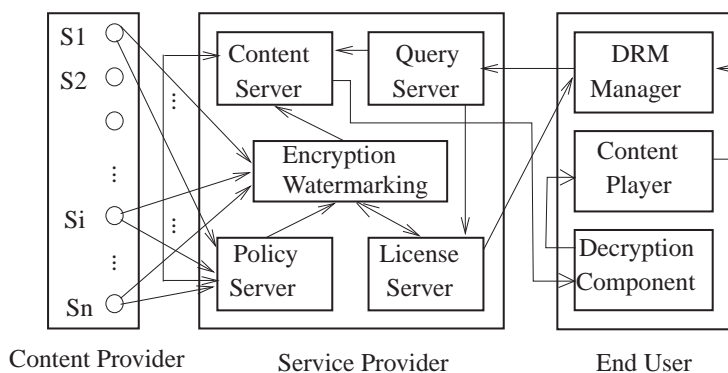 S1
S2
...
Si
...
Sn
Content Provider
...
...
Content
Server
Query
Server
Encryption
Watermarking
Policy
Server
License
Server
Service Provider
DRM
Manager
Content
Player
Decryption
Component
End User